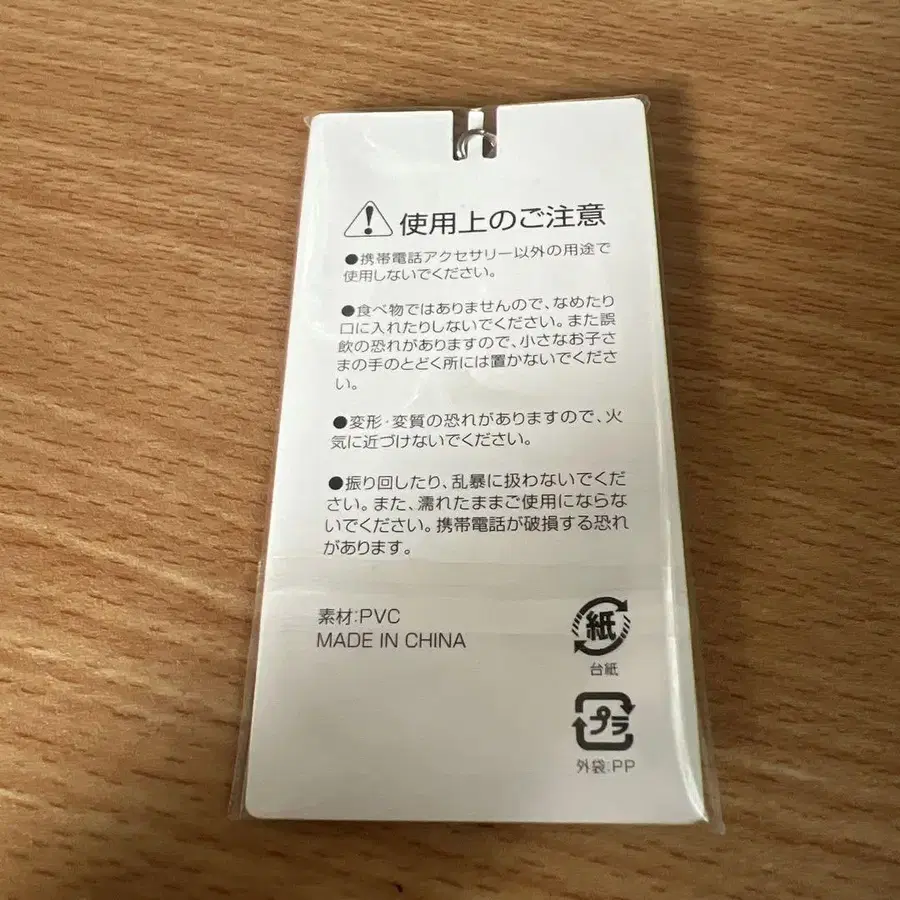 使用上のご注意
●携帯電話アクセサリー以外の用途で
使用しないでください。
●食べ物ではありませんので、なめたり
口に入れたりしないでください。また誤
飲の恐れがありますので、小さなお子さ
まの手のとどく所には置かないでくださ
い。
●変形・変質の恐れがありますので、火
気に近づけないでください。
●振り回したり、乱暴に扱わないでくだ
さい。また、濡れたままご使用にならな
いでください。携帯電話が破損する恐れ
があります。
素材:PVC
MADE IN CHINA
紙
台紙
プラ
外袋:PP